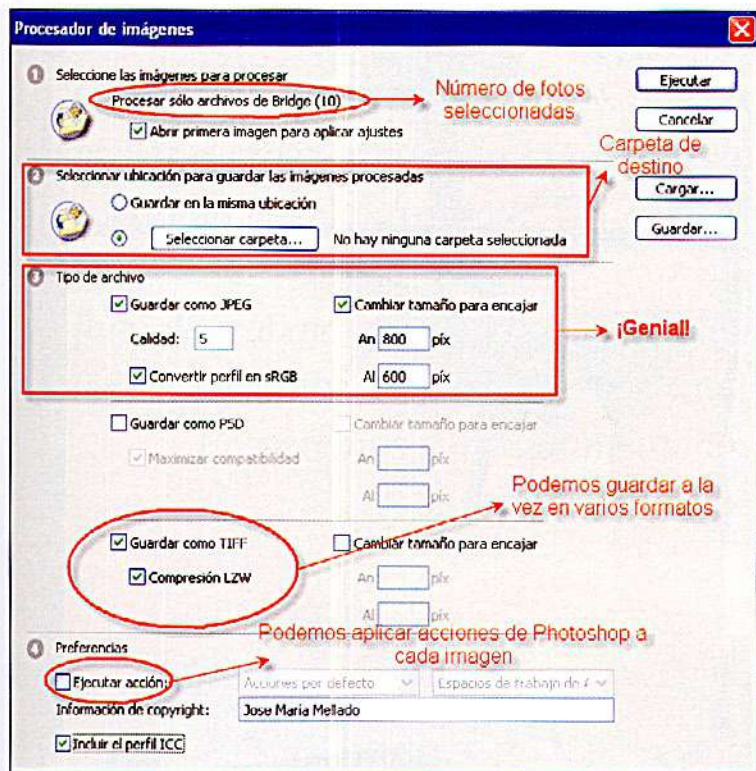 Procesador de imágenes
1 Seleccione las imágenes para procesar
Procesar sólo archivos de Bridge (10)
Abrir primera imagen para aplicar ajustes
Número de fotos
seleccionadas
Ejecutar
Cancelar
Carpeta de
destino
2 Seleccionar ubicación para guardar las imágenes procesadas
Guardar en la misma ubicación
Seleccionar carpeta... No hay ninguna carpeta seleccionada
Cargar...
Guardar...
3 Tipo de archivo
Guardar como JPEG Cambiar tamaño para encajar
Calidad: 5 An 800 píx
Convertir perfil en sRGB Al 600 píx
¡Genial!
Guardar como PSD Cambiar tamaño para encajar
Maximizar compatibilidad An píx
Al píx
Podemos guardar a la
vez en varios formatos
Guardar como TIFF Cambiar tamaño para encajar
Compresión LZW An píx
Al píx
4 Preferencias
Podemos aplicar acciones de Photoshop a
cada imagen
Ejecutar acción: Acciones por defecto Espacios de trabajo de
Información de copyright: Jose Maria Mellado
Incluir el perfil ICC